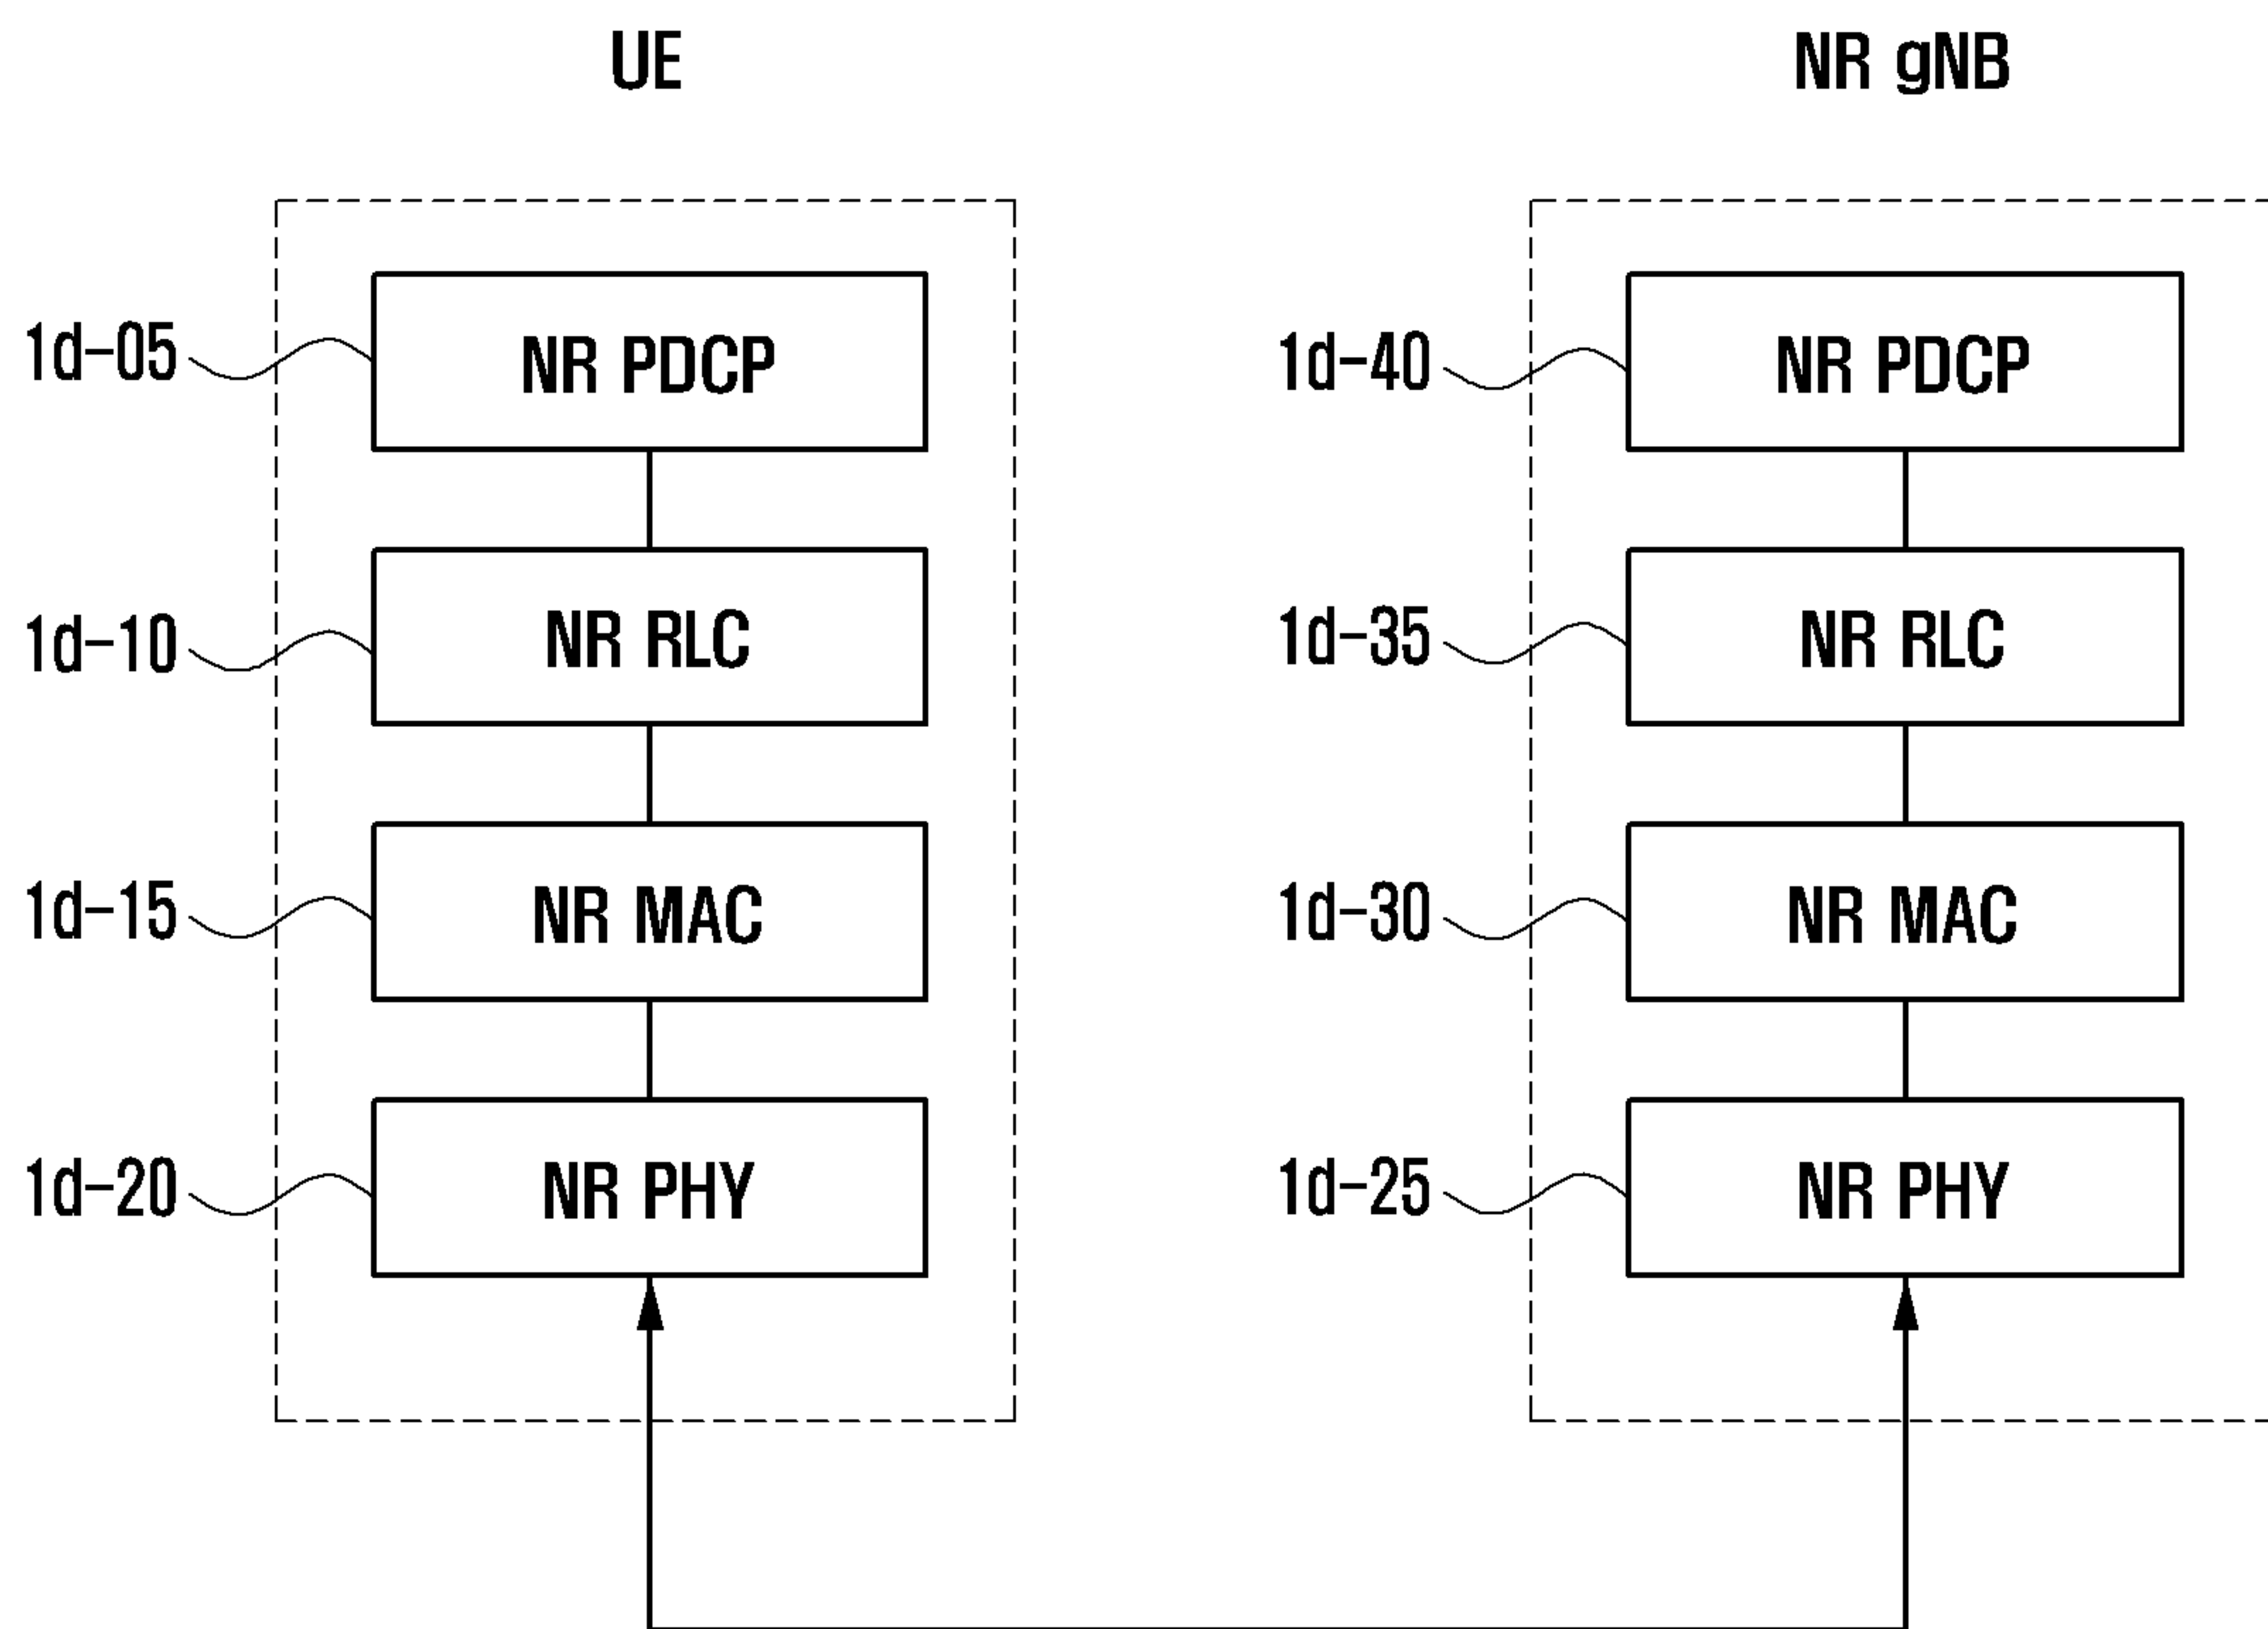 UE
NR gNB
1d-05
NR PDCP
1d-40
NR PDCP
1d-10
NR RLC
1d-35
NR RLC
1d-15
NR MAC
1d-30
NR MAC
1d-20
NR PHY
1d-25
NR PHY